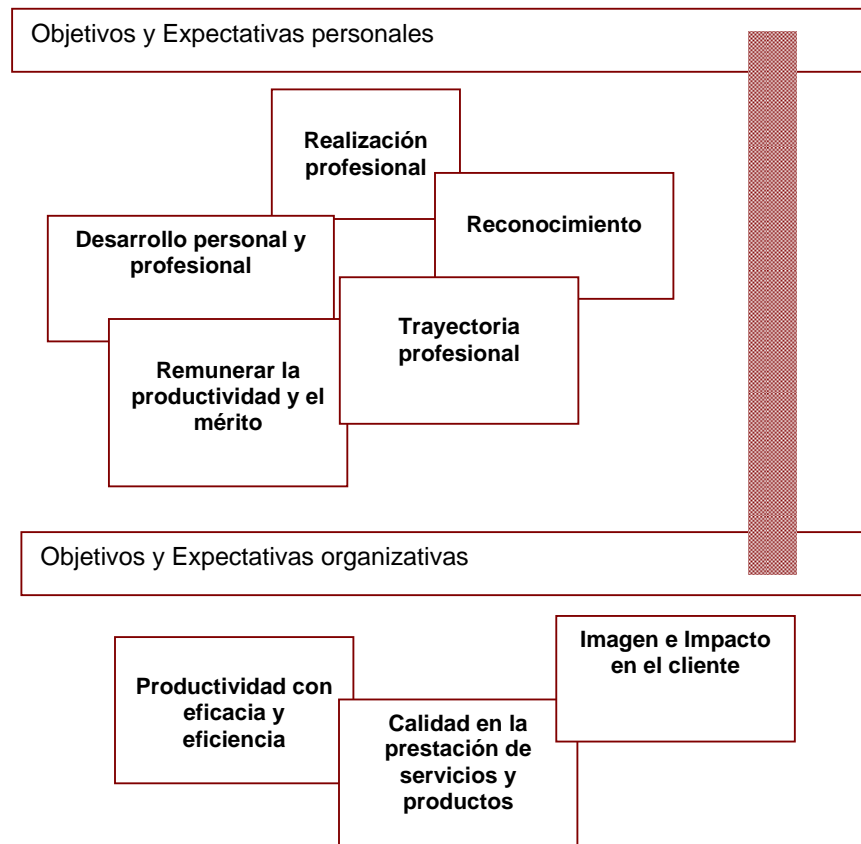 Objetivos y Expectativas personales
Realización
profesional
Reconocimiento
Desarrollo personal y
profesional
Trayectoria
profesional
Remunerar la
productividad y el
mérito
Objetivos y Expectativas organizativas
Imagen e Impacto
en el cliente
Productividad con
eficacia y
eficiencia
Calidad en la
prestación de
servicios y
productos